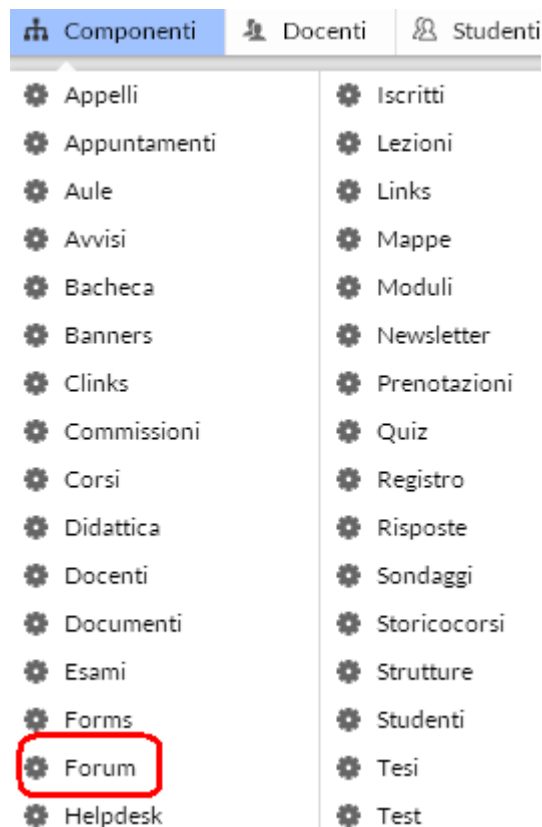 Componenti Docenti Studenti
Appelli
Appuntamenti
Aule
Avvisi
Bacheca
Banners
Clinks
Commissioni
Corsi
Didattica
Docenti
Documenti
Esami
Forms
Forum
Helpdesk
Iscritti
Lezioni
Links
Mappe
Moduli
Newsletter
Prenotazioni
Quiz
Registro
Risposte
Sondaggi
Storicocorsi
Strutture
Studenti
Tesi
Test